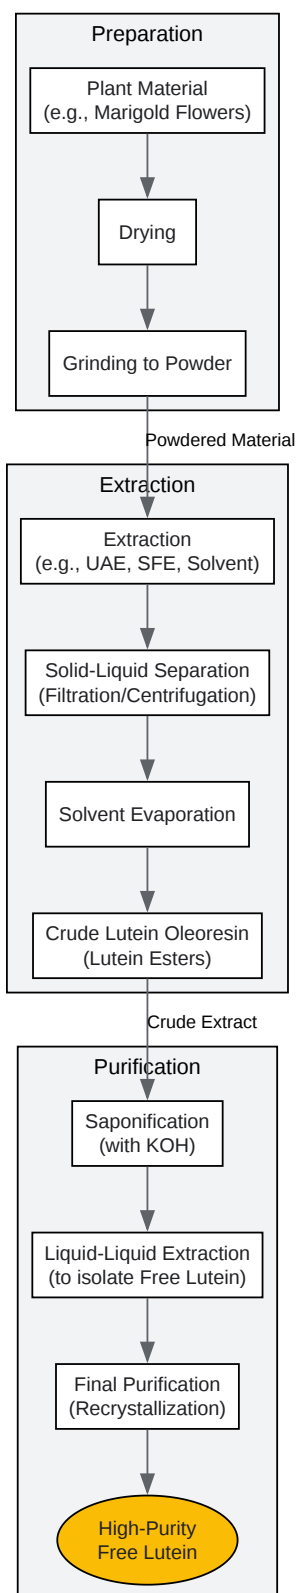 Preparation
Plant Material
(e.g., Marigold Flowers)
Drying
Grinding to Powder
Powdered Material
Extraction
Extraction
(e.g., UAE, SFE, Solvent)
Solid-Liquid Separation
(Filtration/Centrifugation)
Solvent Evaporation
Crude Lutein Oleoresin
(Lutein Esters)
Crude Extract
Purification
Saponification
(with KOH)
Liquid-Liquid Extraction
(to isolate Free Lutein)
Final Purification
(Recrystallization)
High-Purity
Free Lutein